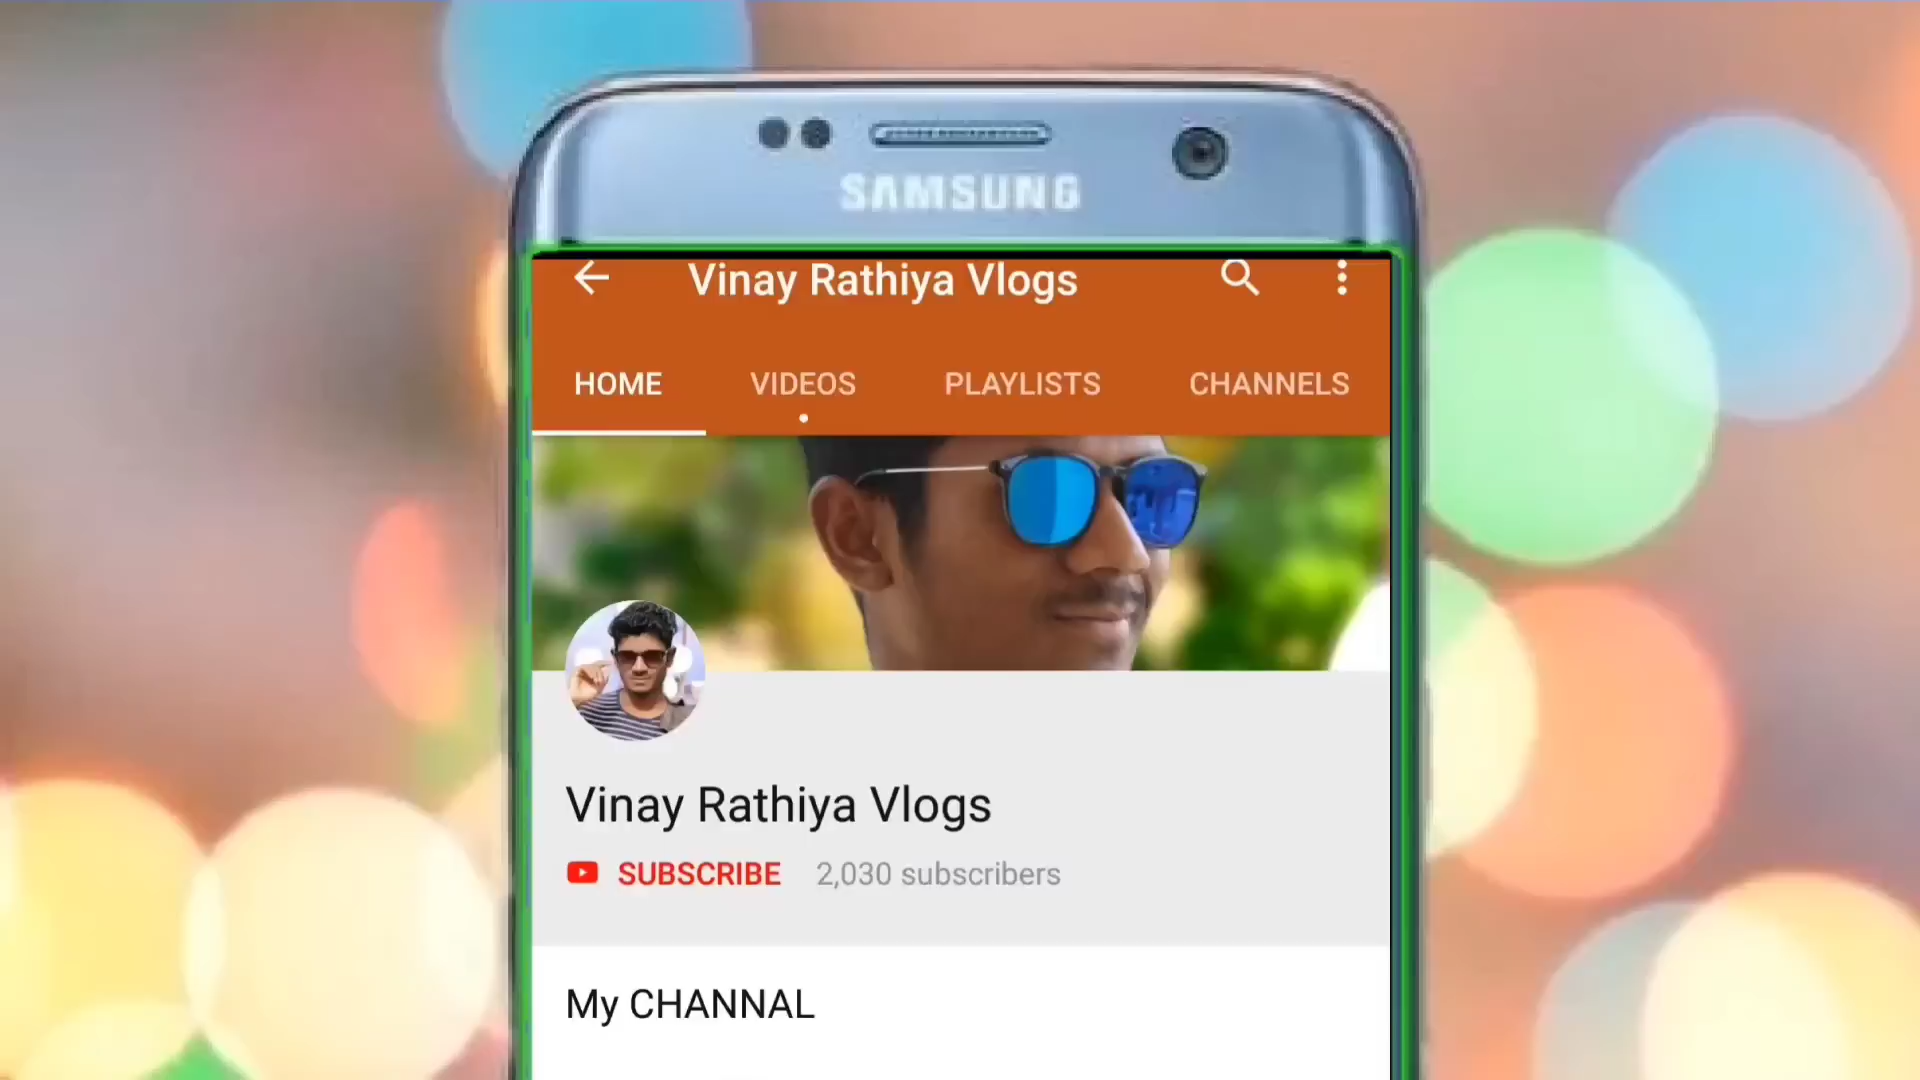 SAMSUNG
Vinay Rathiya Vlogs
HOME VIDEOS PLAYLISTS CHANNELS
Vinay Rathiya Vlogs
SUBSCRIBE 2,030 subscribers
My CHANNAL